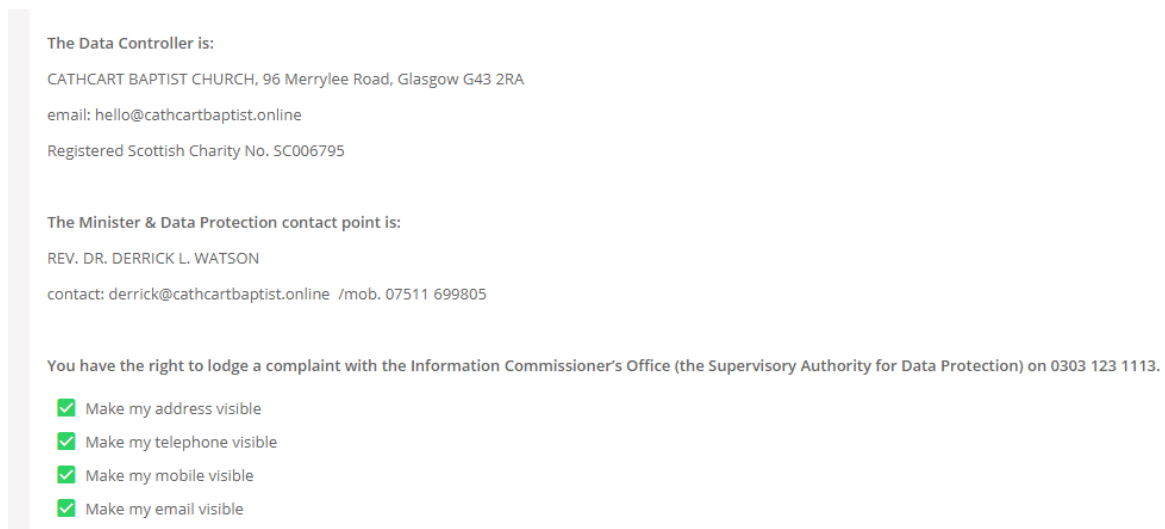 The Data Controller is:
CATHCART BAPTIST CHURCH, 96 Merrylee Road, Glasgow G43 2RA
email: hello@cathcartbaptist.online
Registered Scottish Charity No. SC006795
The Minister & Data Protection contact point is:
REV. DR. DERRICK L. WATSON
contact: derrick@cathcartbaptist.online /mob. 07511 699805
You have the right to lodge a complaint with the Information Commissioner’s Office (the Supervisory Authority for Data Protection) on 0303 123 1113.
Make my address visible
Make my telephone visible
Make my mobile visible
Make my email visible